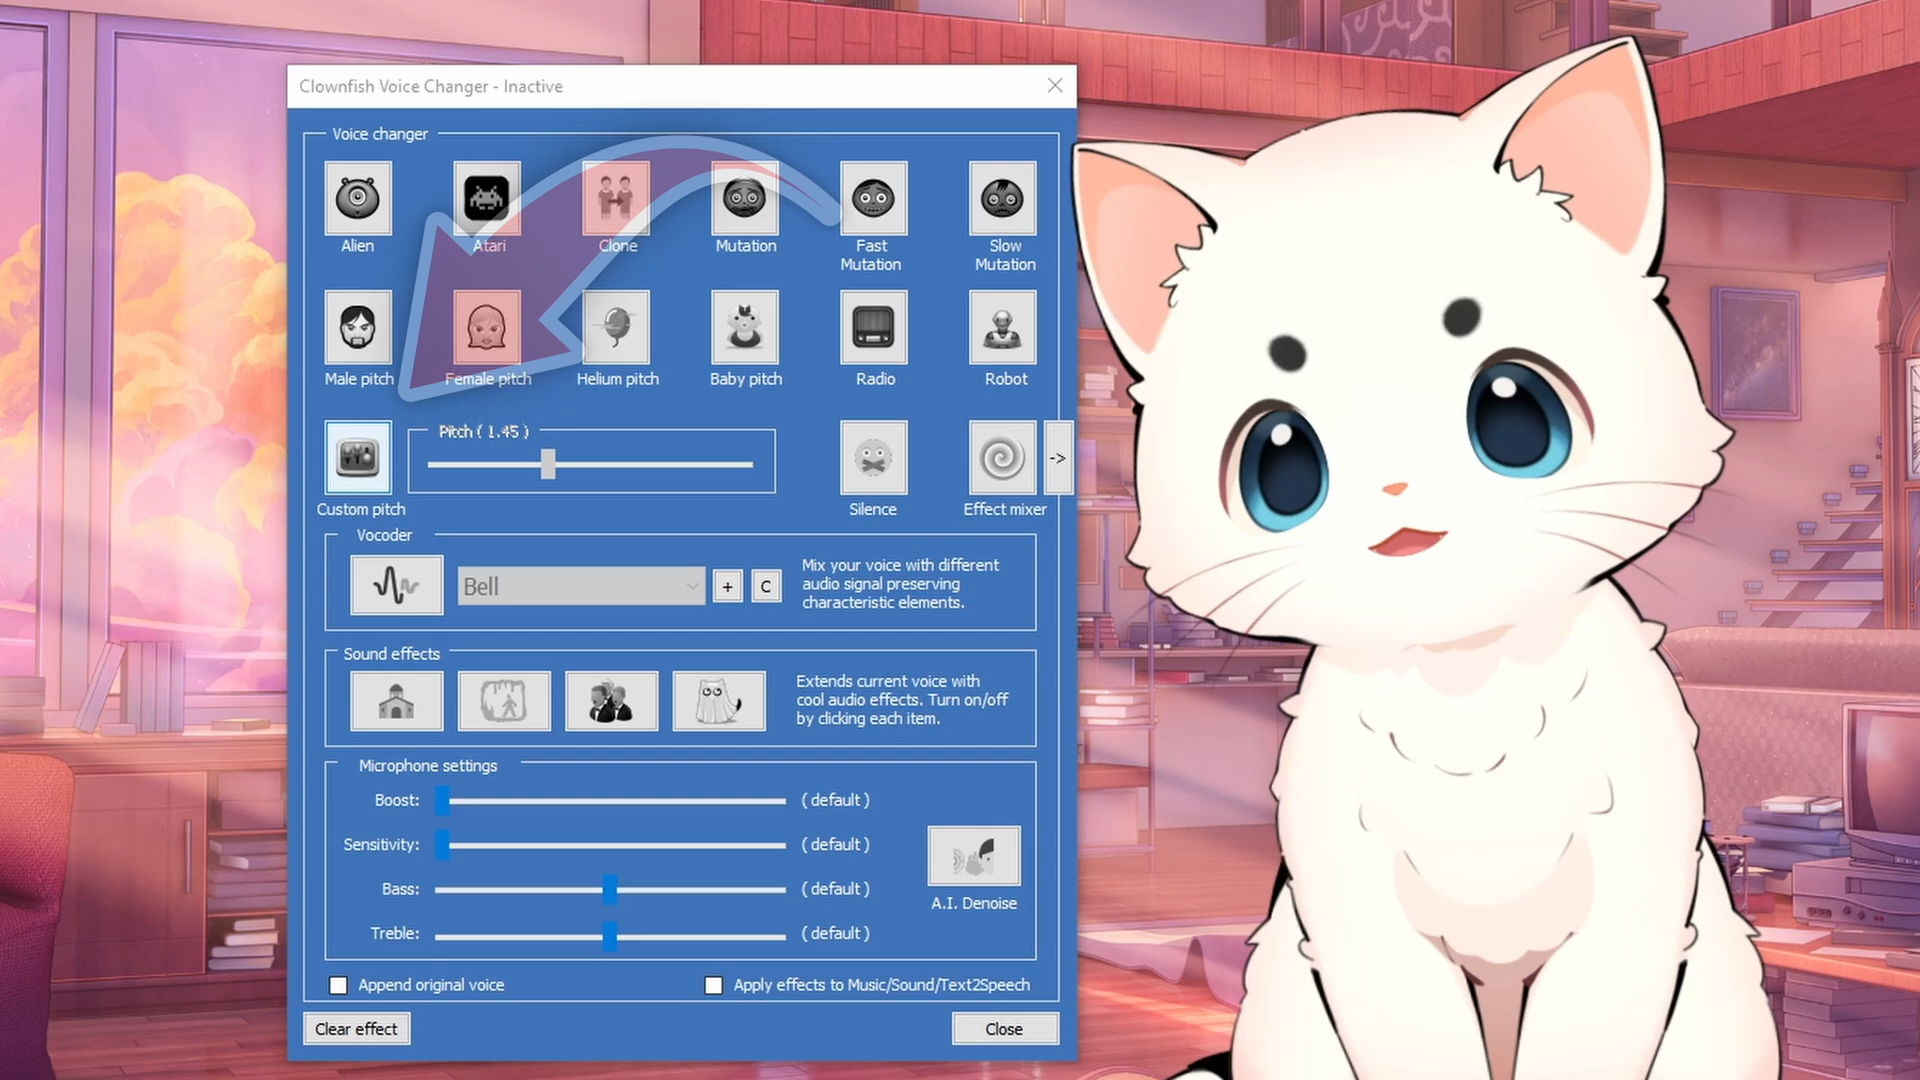 Clownfish Voice Changer - Inactive
Voice changer
Alien
Atari
Clone
Mutation
Fast
Mutation
Slow
Mutation
Male pitch
Female pitch
Helium pitch
Baby pitch
Radio
Robot
Pitch ( 1.45 )
->
Custom pitch
Silence
Effect mixer
Vocoder
Bell
+
C
Mix your voice with different
audio signal preserving
characteristic elements.
Sound effects
Extends current voice with
cool audio effects. Turn on/off
by clicking each item.
Microphone settings
Boost: ( default )
Sensitivity: ( default )
Bass: ( default )
A.I. Denoise
Treble: ( default )
Append original voice
Apply effects to Music/Sound/Text2Speech
Clear effect
Close